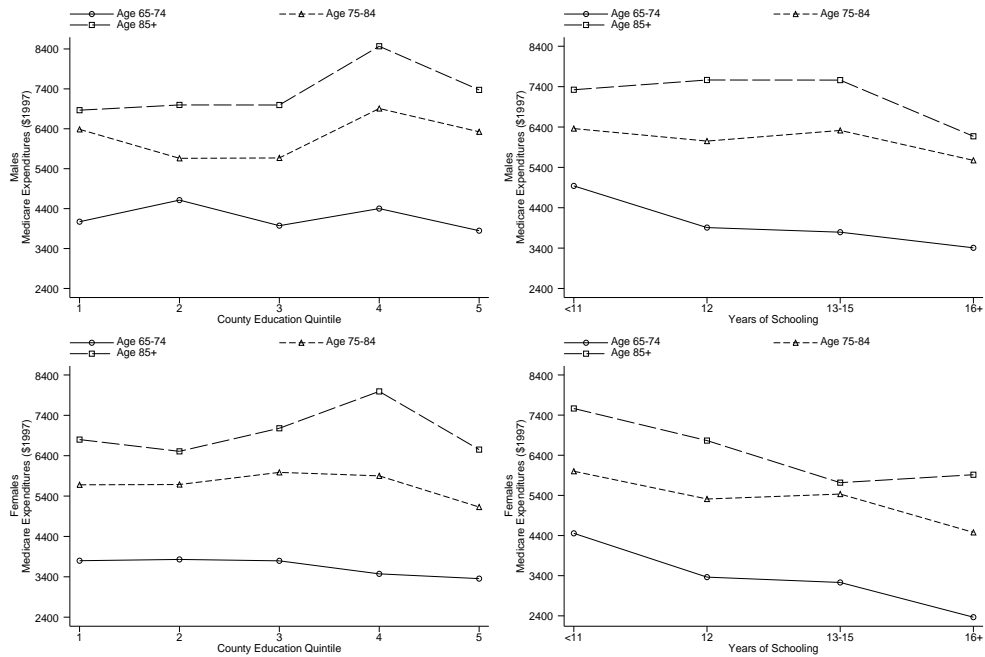 Age 65-74 Age 75-84
Age 85+
8400
7400
6400
5400
4400
3400
2400
Males
Medicare Expenditures ($1997)
1 2 3 4 5
County Education Quintile
Age 65-74 Age 75-84
Age 85+
8400
7400
6400
5400
4400
3400
2400
Males
Medicare Expenditures ($1997)
<11 12 13-15 16+
Years of Schooling
Age 65-74 Age 75-84
Age 85+
8400
7400
6400
5400
4400
3400
2400
Females
Medicare Expenditures ($1997)
1 2 3 4 5
County Education Quintile
Age 65-74 Age 75-84
Age 85+
8400
7400
6400
5400
4400
3400
2400
Females
Medicare Expenditures ($1997)
<11 12 13-15 16+
Years of Schooling